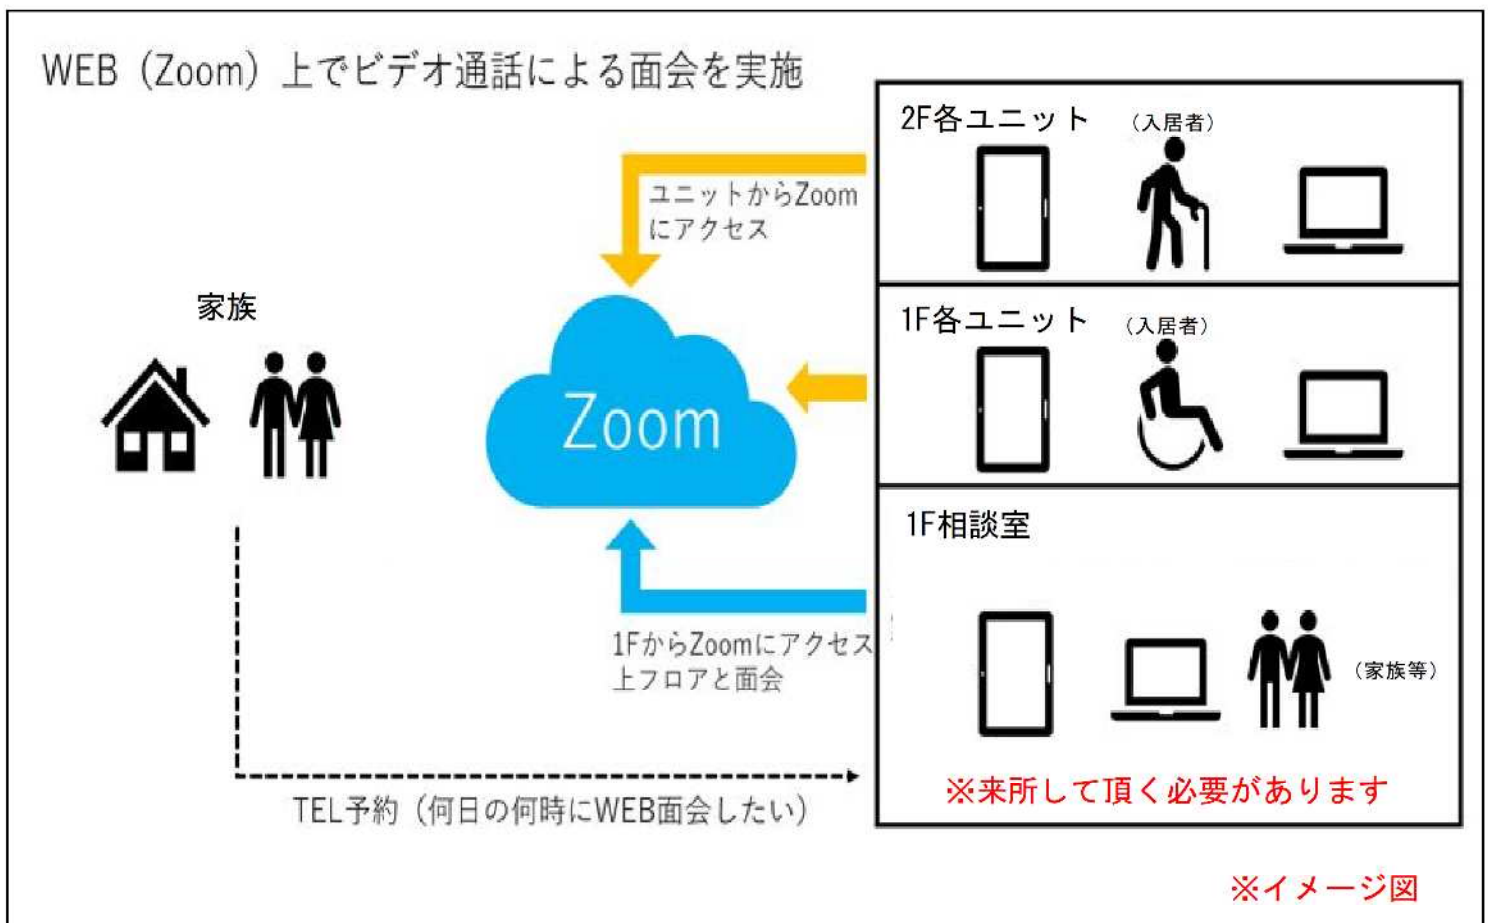 WEB（Zoom）上でビデオ通話による面会を実施
2F各ユニット （入居者）
ユニットからZoom
にアクセス
家族
1F各ユニット （入居者）
Zoom
1F相談室
1FからZoomにアクセス
上フロアと面会
（家族等）
※来所して頂く必要があります
TEL予約（何日の何時にWEB面会したい）
※イメージ図